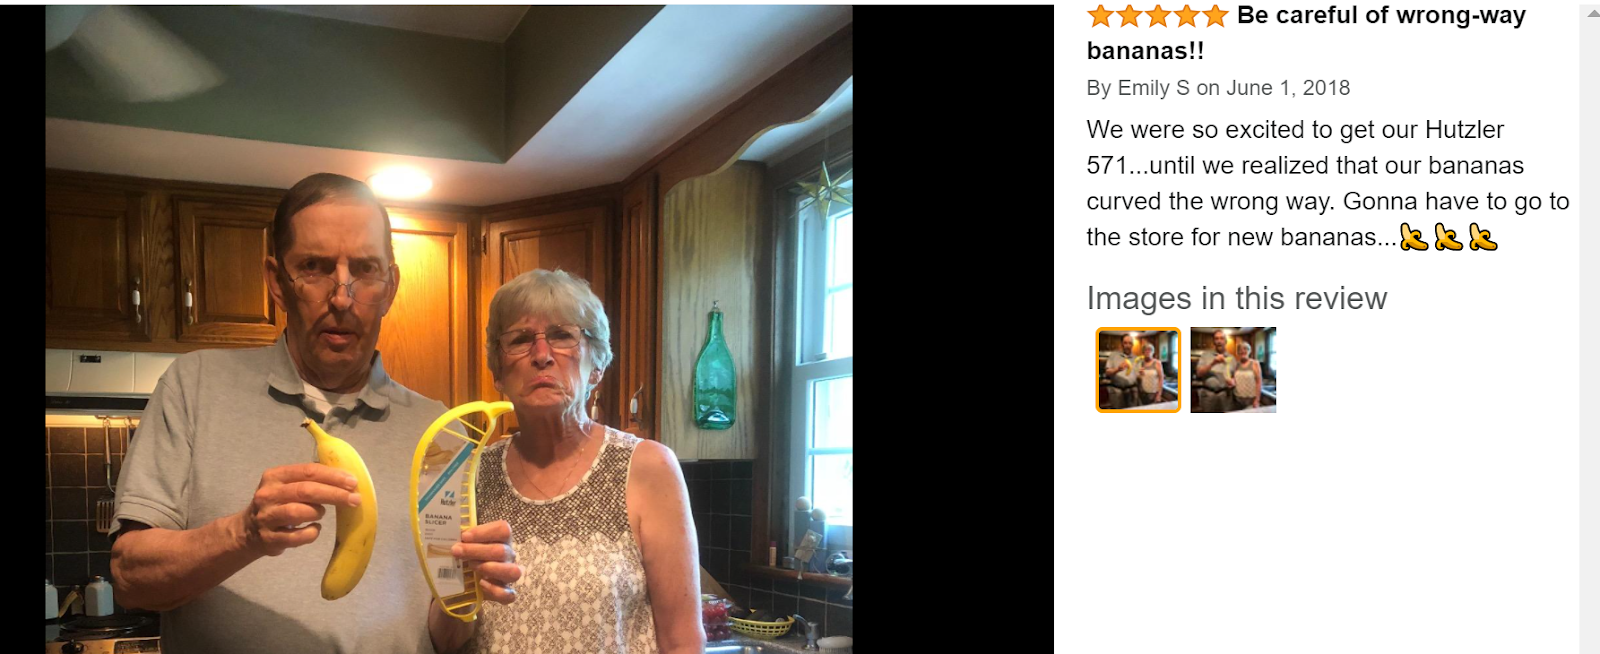 Be careful of wrong-way
bananas!!
By Emily S on June 1, 2018
We were so excited to get our Hutzler
571...until we realized that our bananas
curved the wrong way. Gonna have to go to
the store for new bananas...🍌🍌🍌
Images in this review
Hutzler
BANANA
SLICER